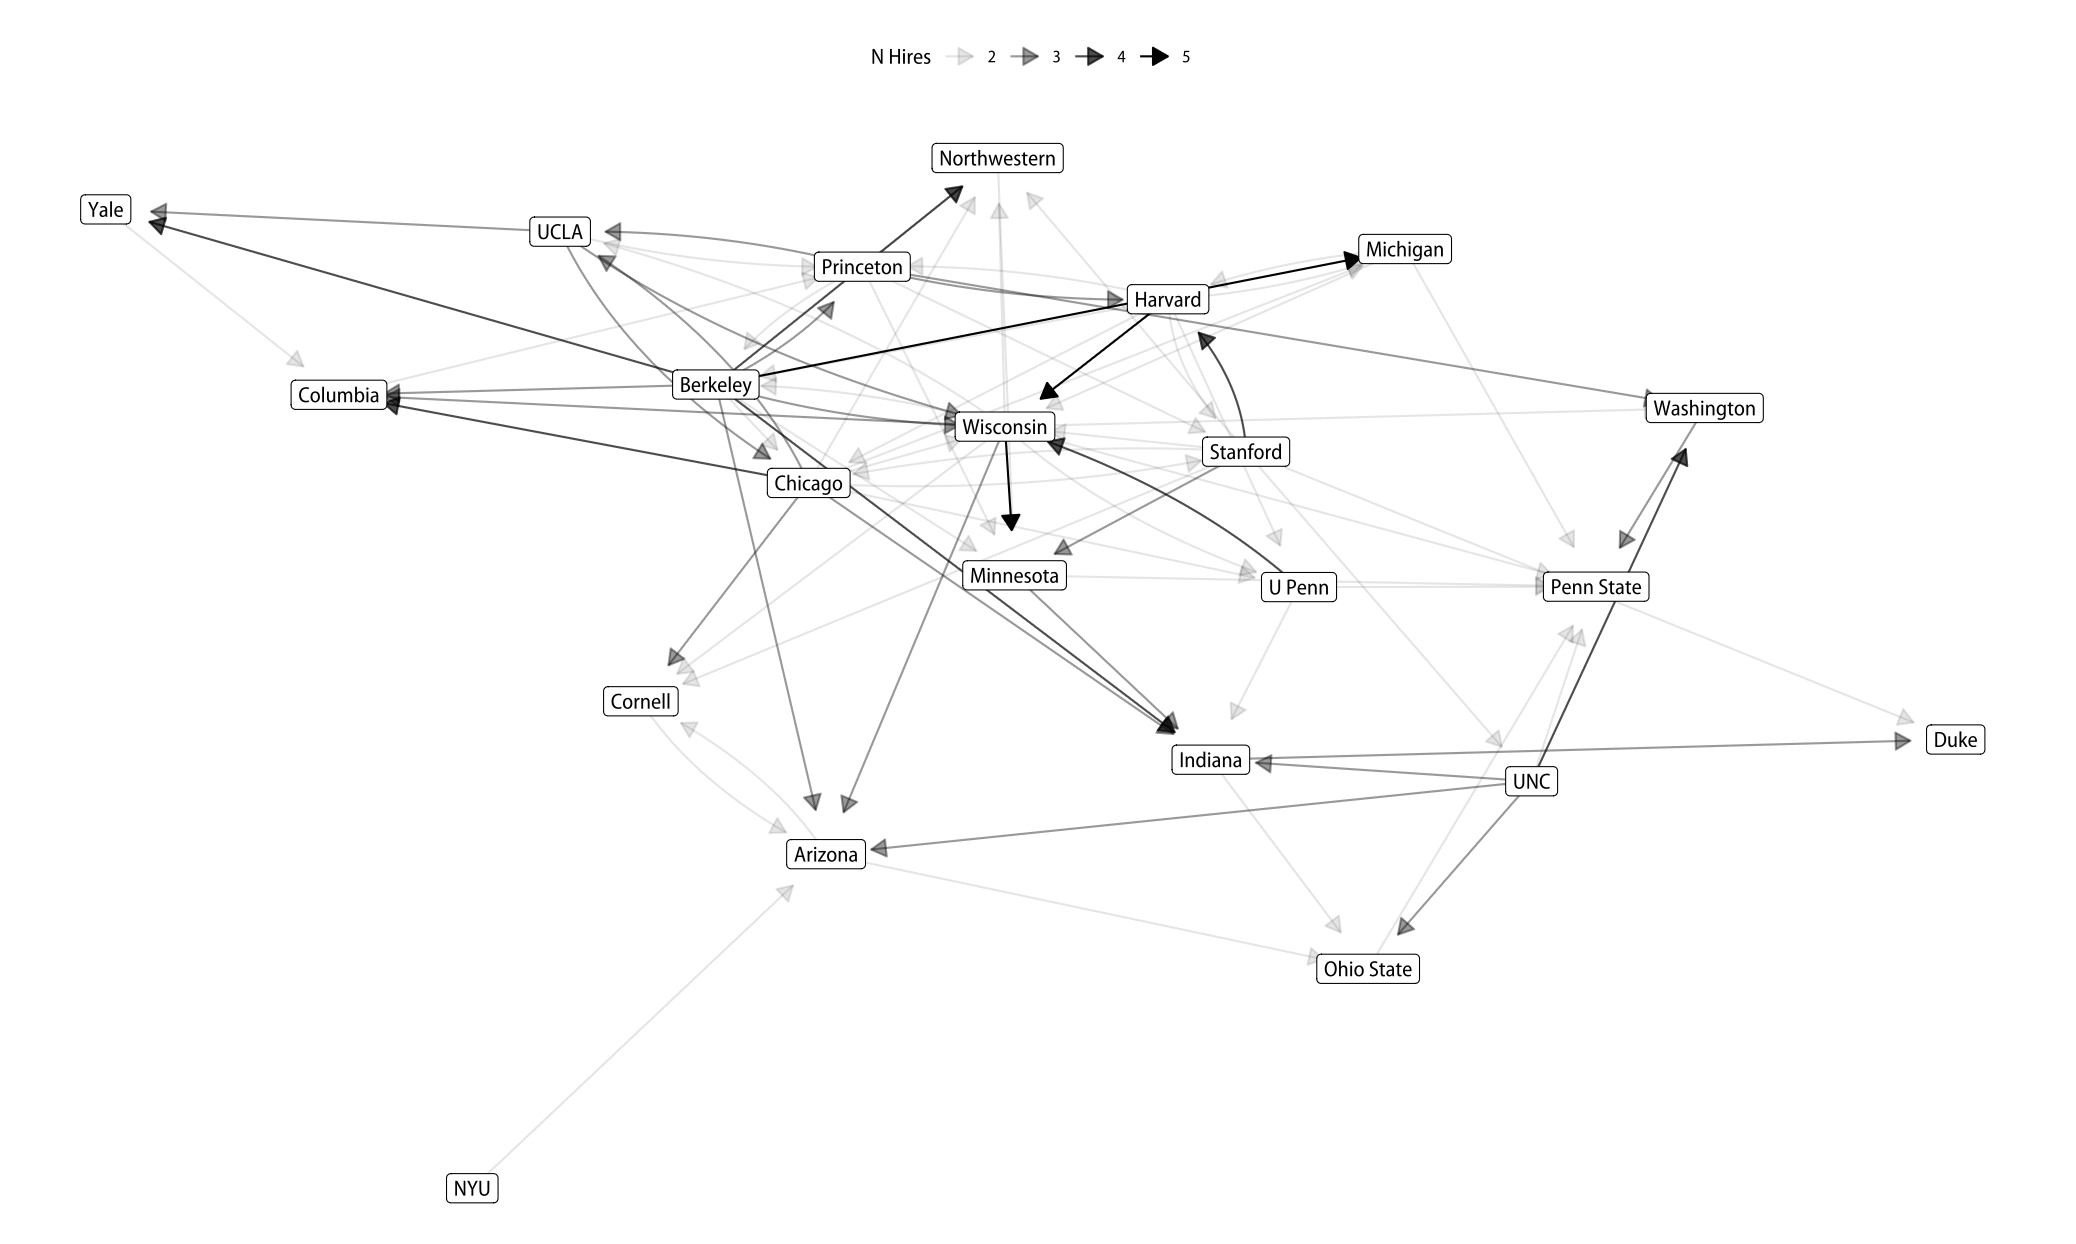 N Hires 2 3 4 5
Northwestern
Yale
UCLA
Michigan
Princeton
Harvard
Berkeley
Columbia
Washington
Wisconsin
Stanford
Chicago
Minnesota
U Penn
Penn State
Cornell
Duke
Indiana
UNC
Arizona
Ohio State
NYU